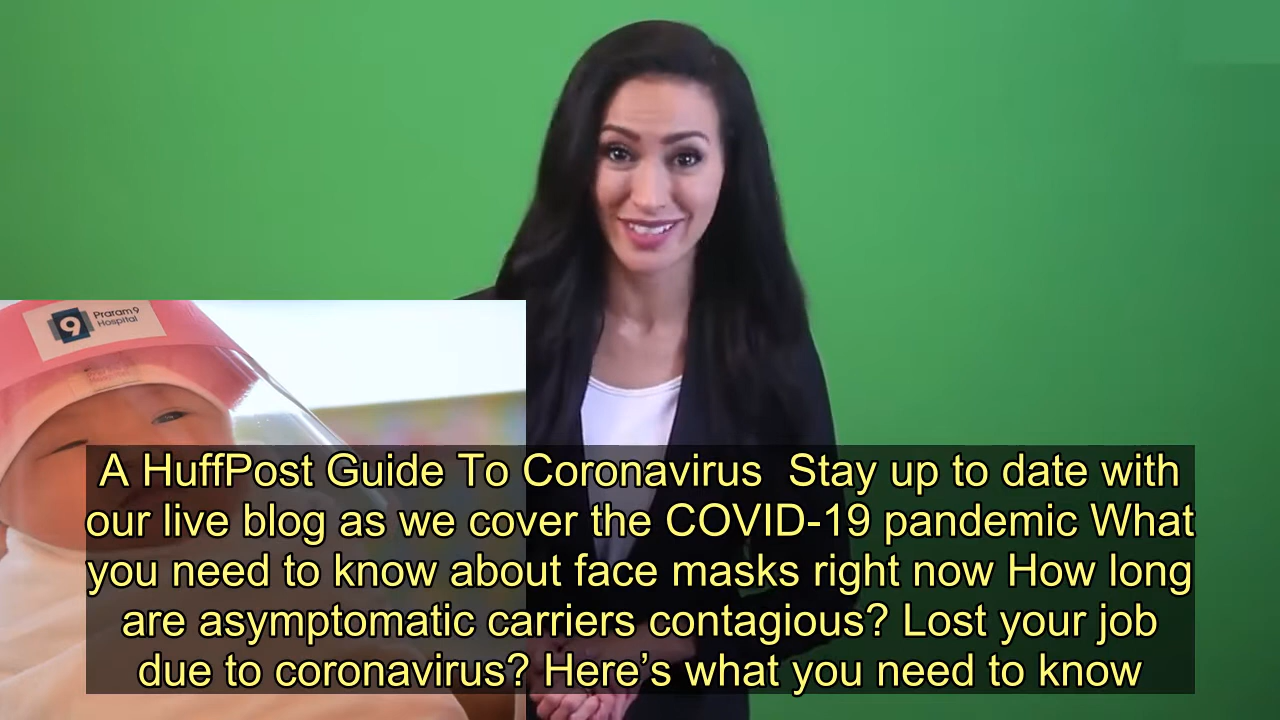 9 Praram9
Hospital
A HuffPost Guide To Coronavirus  Stay up to date with
our live blog as we cover the COVID-19 pandemic What
you need to know about face masks right now How long
are asymptomatic carriers contagious? Lost your job
due to coronavirus? Here’s what you need to know